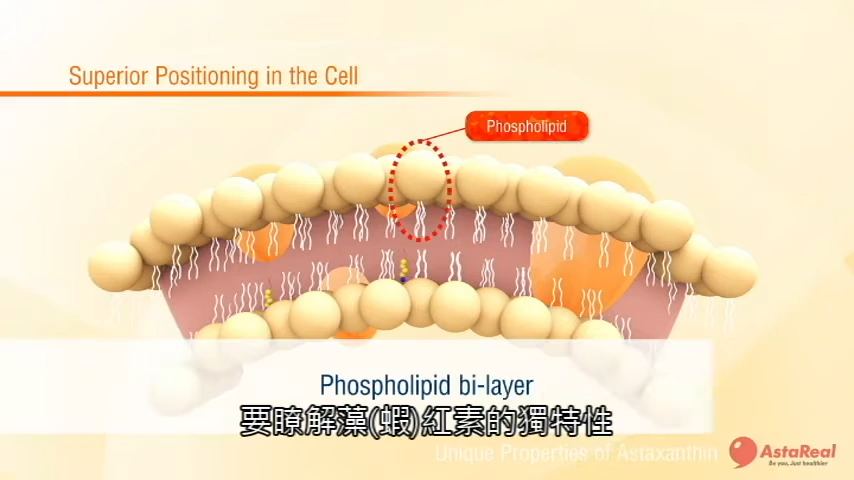 Superior Positioning in the Cell
Phospholipid
Phospholipid bi-layer
要瞭解藻(蝦)紅素的獨特性
Unique Properties of Astaxanthin
AstaReal
Be you, Just healthier